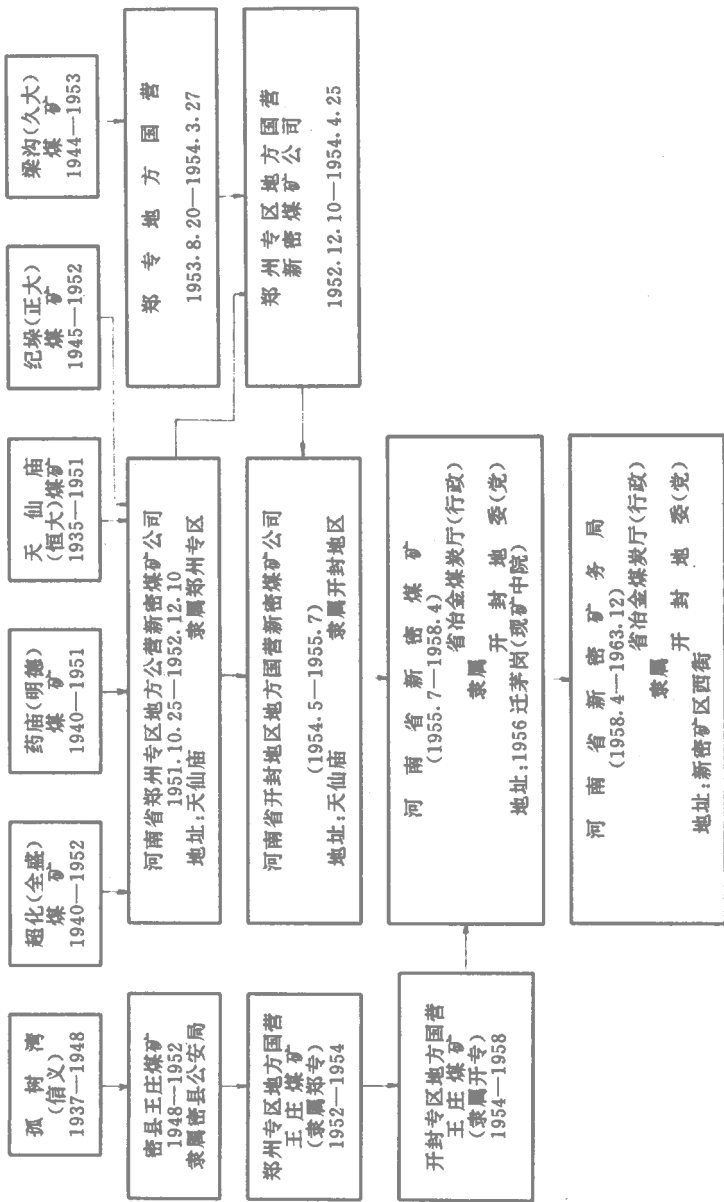 孤树湾
(信义)
1937—1948
超化(全盛)
煤矿
1940—1952
药庙(明德)
煤矿
1940—1951
天仙庙
(恒大)煤矿
1935—1951
纪垛(正大)
煤矿
1945—1952
梁沟(久大)
煤矿
1944—1953
密县王庄煤矿
1948—1952
隶属密县公安局
河南省郑州专区地方公营新密煤矿公司
1951.10.25—1952.12.10
地址:天仙庙 隶属郑州专区
郑专地方国营
1953.8.20—1954.3.27
郑州专区地方国营
王庄煤矿
(隶属郑专)
1952—1954
河南省开封地区地方国营新密煤矿公司
(1954.5—1955.7)
地址:天仙庙 隶属开封地区
郑州专区地方国营
新密煤矿公司
1952.12.10—1954.4.25
开封专区地方国营
王庄煤矿
(隶属开专)
1954—1958
河南省新密煤矿
(1955.7—1958.4)
省冶金煤炭厅(行政)
隶属
开封地委(党)
地址:1956迁茅岗(现矿中院)
河南省新密矿务局
(1958.4—1963.12)
省冶金煤炭厅(行政)
隶属
开封地委(党)
地址:新密矿区西街